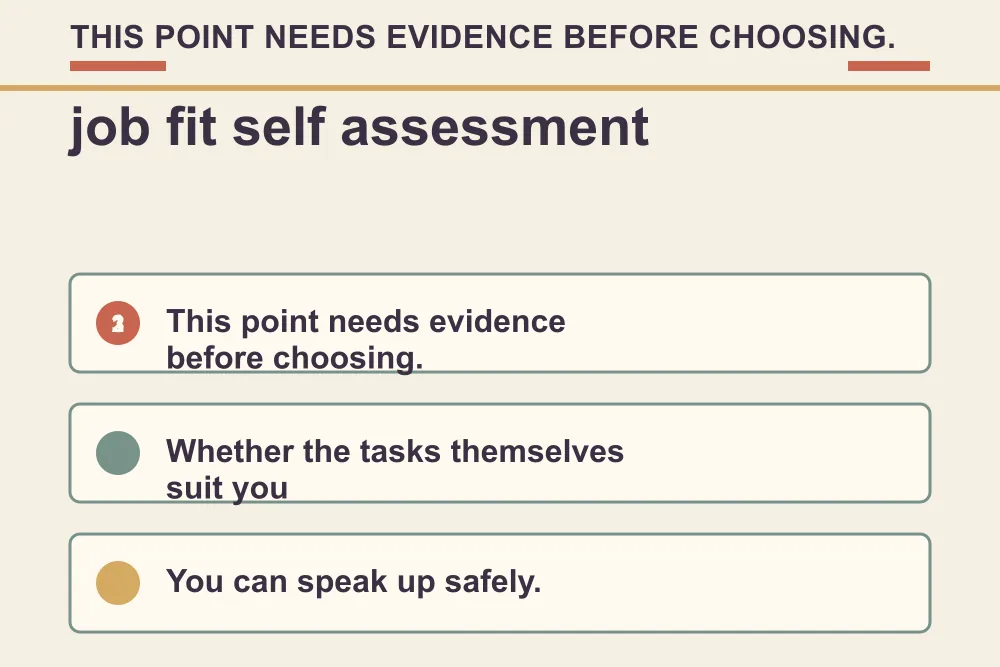 THIS POINT NEEDS EVIDENCE BEFORE CHOOSING.
job fit self assessment
This point needs evidence
before choosing.
Whether the tasks themselves
suit you
You can speak up safely.